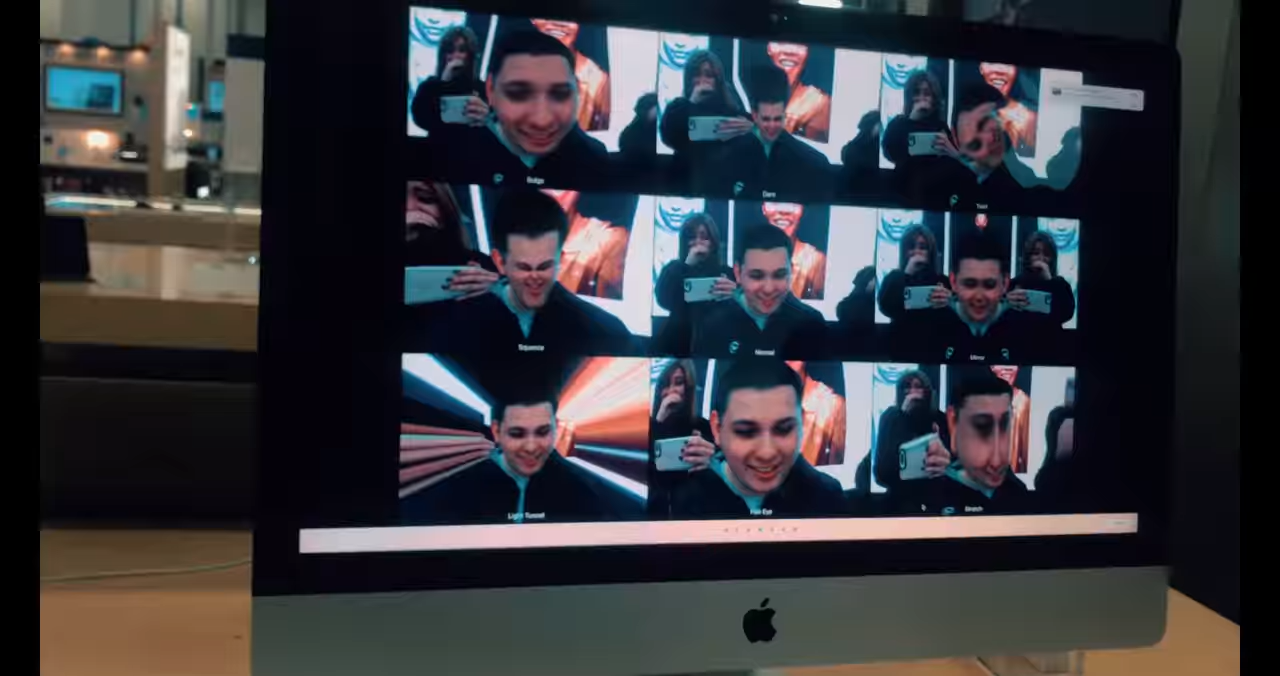 Bulge
Dent
Twirl
Squeeze
Normal
Mirror
Light Tunnel
Fish Eye
Stretch